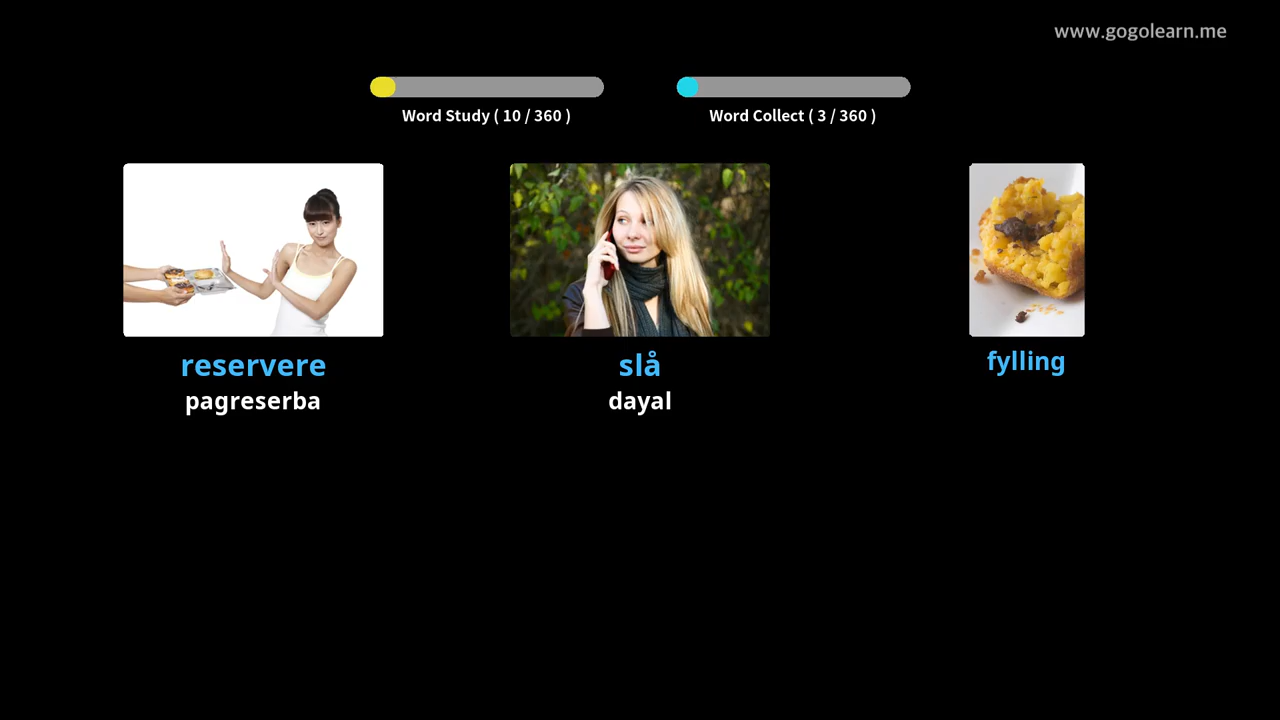 www.gogolearn.me
Word Study ( 10 / 360 )
Word Collect ( 3 / 360 )
reservere
pagreserba
slå
dayal
fylling